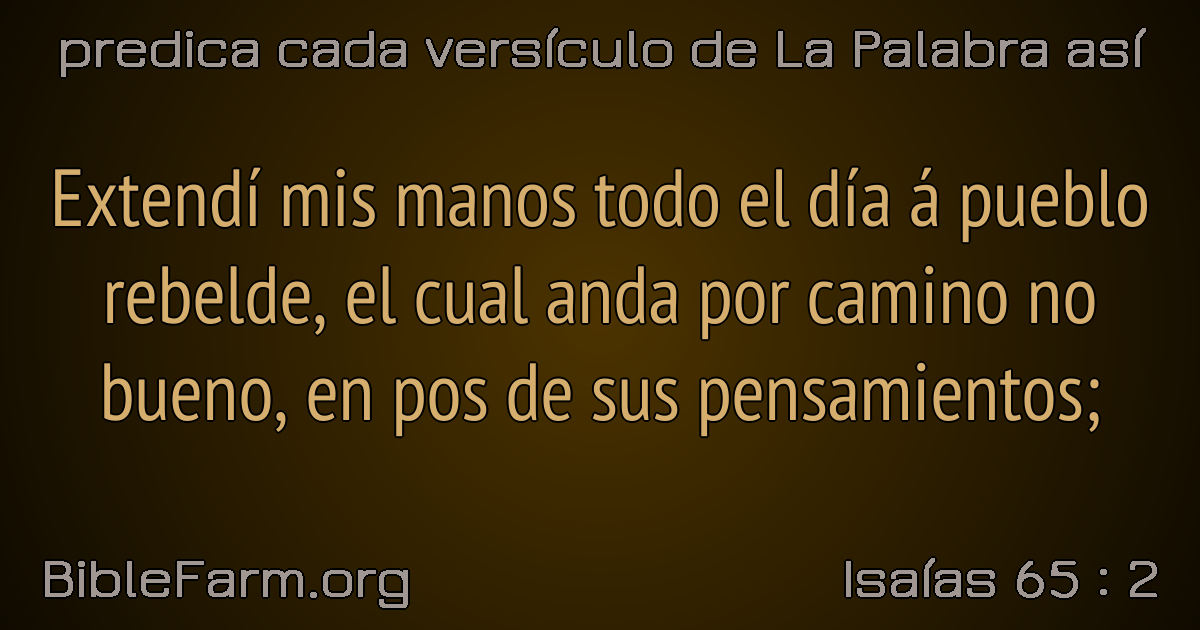 predica cada versículo de La Palabra así
Extendí mis manos todo el día á pueblo
rebelde, el cual anda por camino no
bueno, en pos de sus pensamientos;
BibleFarm.org
Isaías 65 : 2